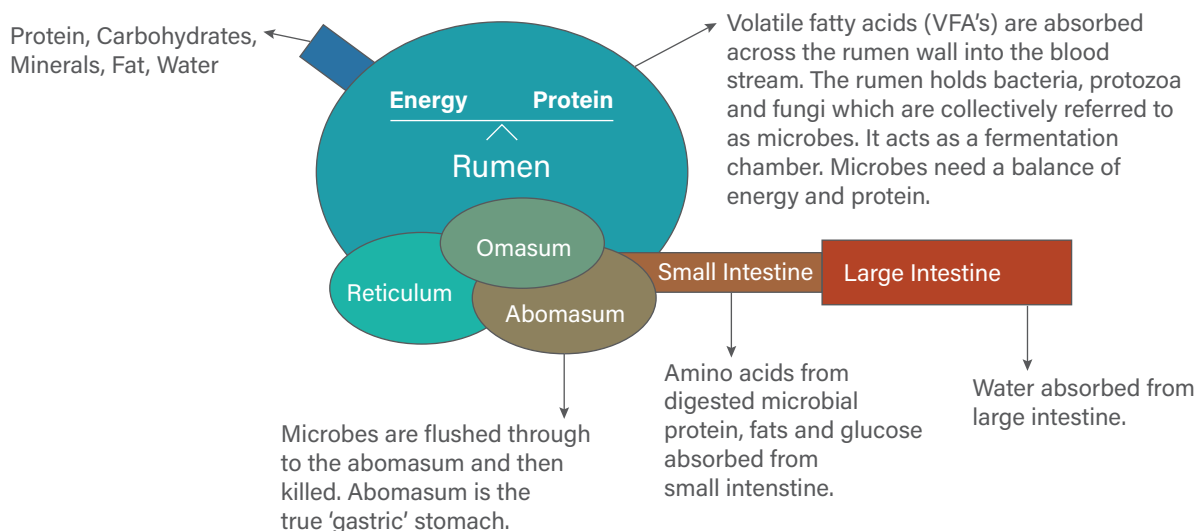 Protein, Carbohydrates,
Minerals, Fat, Water
Energy Protein
Rumen
Volatile fatty acids (VFA's) are absorbed
across the rumen wall into the blood
stream. The rumen holds bacteria, protozoa
and fungi which are collectively referred to
as microbes. It acts as a fermentation
chamber. Microbes need a balance of
energy and protein.
Omasum
Reticulum
Abomasum
Small Intestine
Large Intestine
Microbes are flushed through
to the abomasum and then
killed. Abomasum is the
true ‘gastric’ stomach.
Amino acids from
digested microbial
protein, fats and glucose
absorbed from
small intenstine.
Water absorbed from
large intestine.